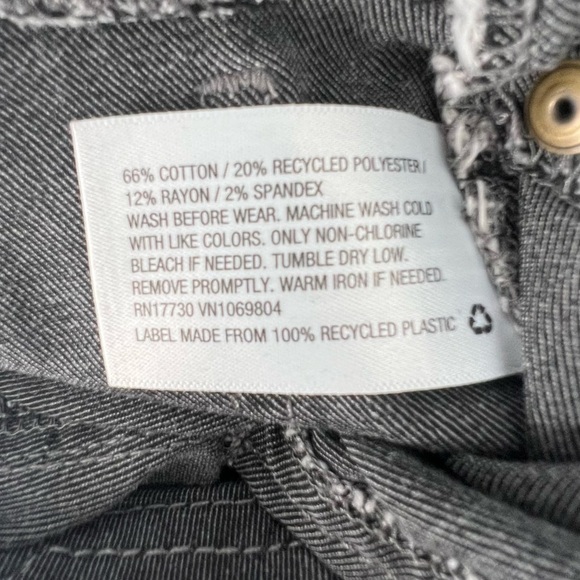 66% COTTON / 20% RECYCLED POLYESTER /
12% RAYON / 2% SPANDEX
WASH BEFORE WEAR. MACHINE WASH COLD
WITH LIKE COLORS. ONLY NON-CHLORINE
BLEACH IF NEEDED. TUMBLE DRY LOW.
REMOVE PROMPTLY. WARM IRON IF NEEDED.
RN17730 VN1069804
LABEL MADE FROM 100% RECYCLED PLASTIC